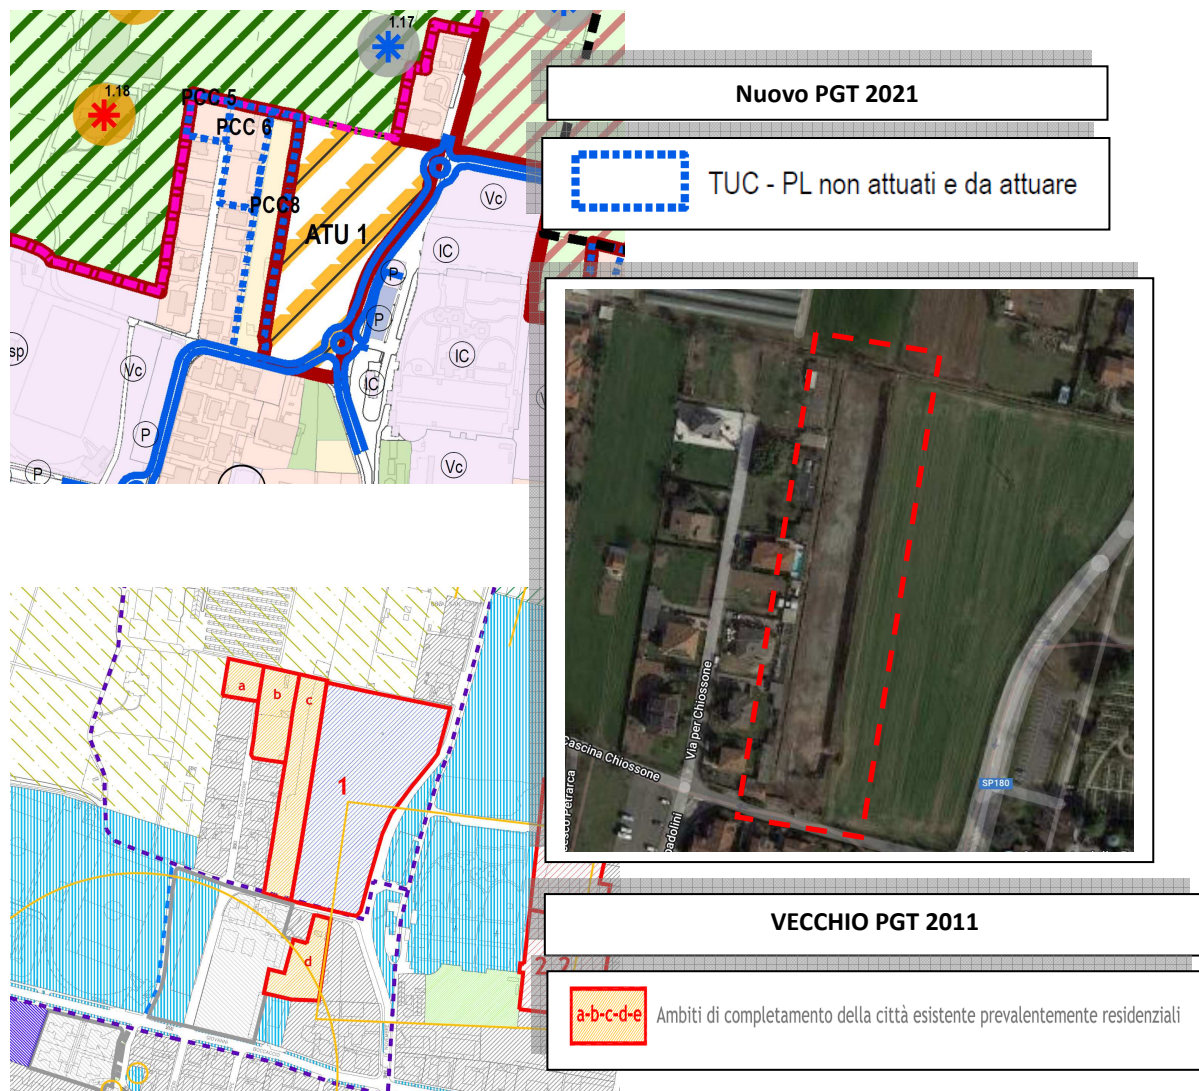 1.17
1.18
PCC 5
PCC 6
PCC8
ATU 1
Vc
IC
P
P
IC
IC
sp
Vc
P
P
Vc
Nuovo PGT 2021
TUC - PL non attuati e da attuare
Via per Chiossone
Cascina Chiossone
SP180
a
b
c
1
d
VECCHIO PGT 2011
a-b-c-d-e
Ambiti di completamento della città esistente prevalentemente residenziali